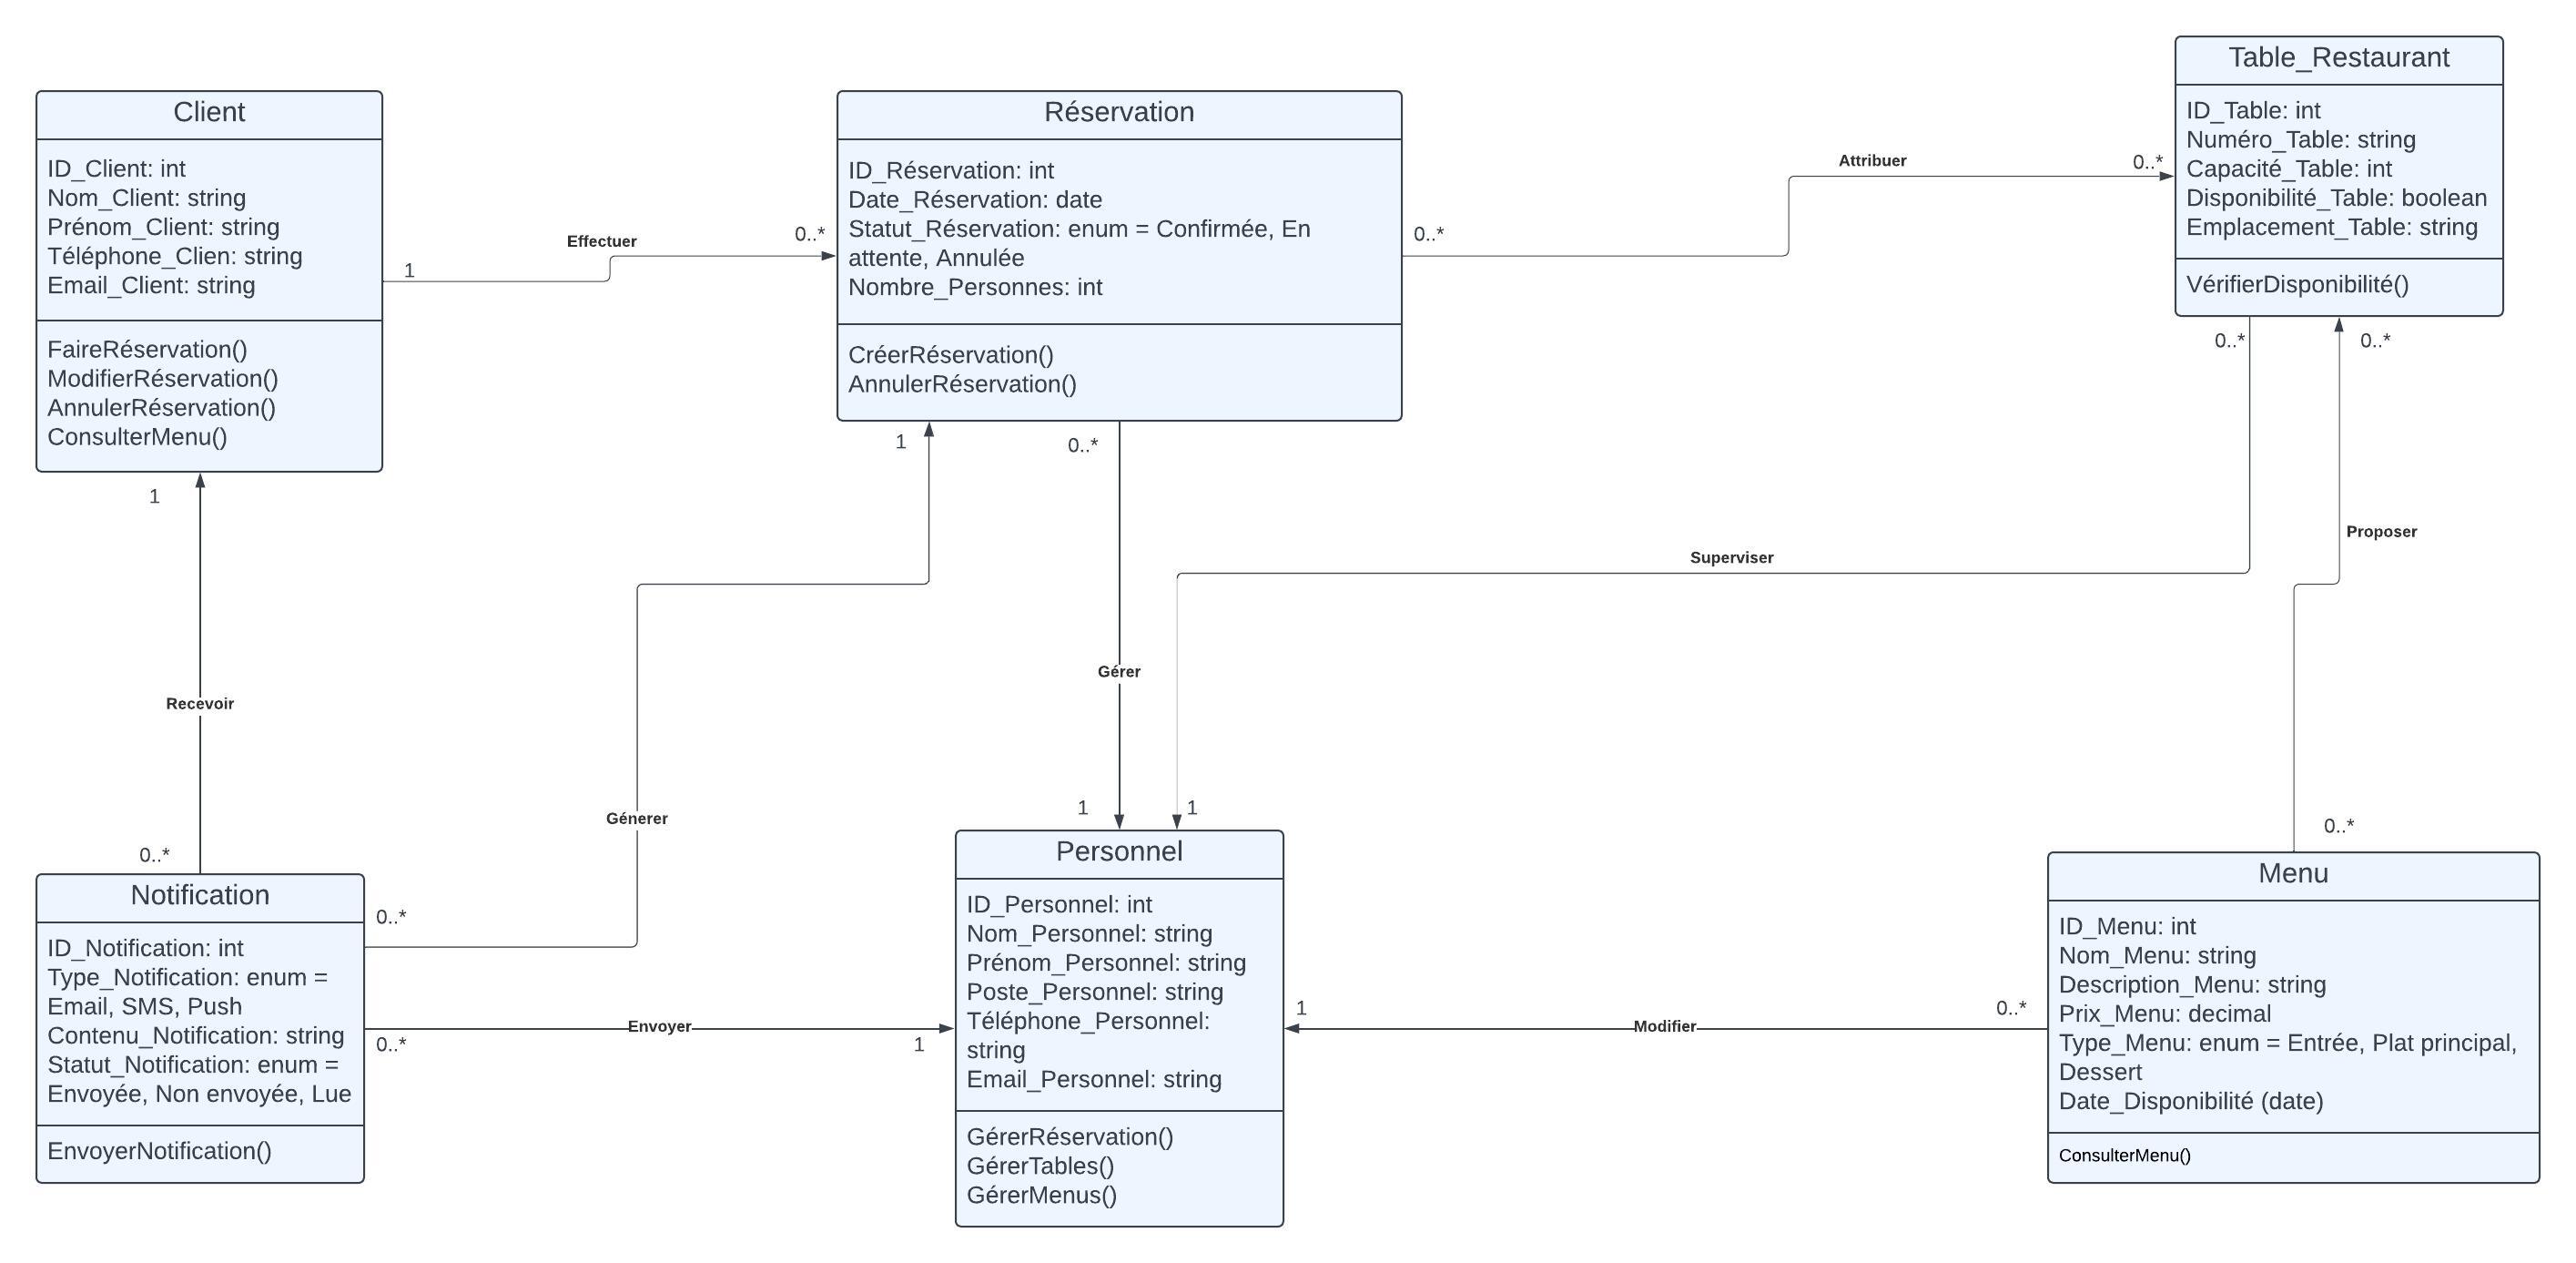 Client
ID_Client: int
Nom_Client: string
Prénom_Client: string
Téléphone_Clien: string
Email_Client: string
FaireRéservation()
ModifierRéservation()
AnnulerRéservation()
ConsulterMenu()
1
Effectuer
0..*
Réservation
ID_Réservation: int
Date_Réservation: date
Statut_Réservation: enum = Confirmée, En
attente, Annulée
Nombre_Personnes: int
CréerRéservation()
AnnulerRéservation()
0..*
Attribuer
0..*
Table_Restaurant
ID_Table: int
Numéro_Table: string
Capacité_Table: int
Disponibilité_Table: boolean
Emplacement_Table: string
VérifierDisponibilité()
0..*
0..*
1
0..*
1
Proposer
Superviser
Gérer
Recevoir
Génerer
1
1
0..*
0..*
Notification
ID_Notification: int
Type_Notification: enum =
Email, SMS, Push
Contenu_Notification: string
Statut_Notification: enum =
Envoyée, Non envoyée, Lue
EnvoyerNotification()
0..*
0..*
Envoyer
1
Personnel
ID_Personnel: int
Nom_Personnel: string
Prénom_Personnel: string
Poste_Personnel: string
Téléphone_Personnel:
string
Email_Personnel: string
GérerRéservation()
GérerTables()
GérerMenus()
1
Modifier
0..*
Menu
ID_Menu: int
Nom_Menu: string
Description_Menu: string
Prix_Menu: decimal
Type_Menu: enum = Entrée, Plat principal,
Dessert
Date_Disponibilité (date)
ConsulterMenu()